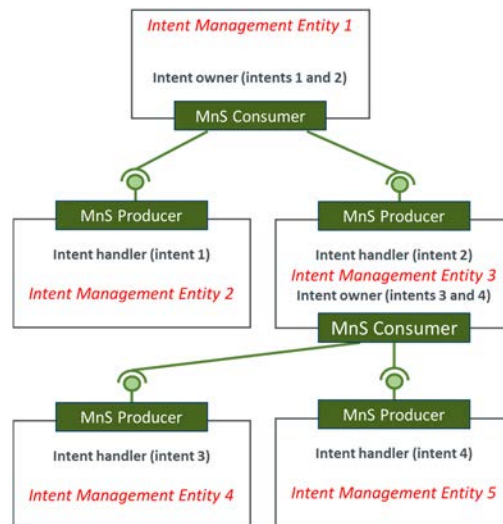 Intent Management Entity 1
Intent owner (intents 1 and 2)
MnS Consumer
MnS Producer
Intent handler (intent 1)
Intent Management Entity 2
MnS Producer
Intent handler (intent 2)
Intent Management Entity 3
Intent owner (intents 3 and 4)
MnS Consumer
MnS Producer
Intent handler (intent 3)
Intent Management Entity 4
MnS Producer
Intent handler (intent 4)
Intent Management Entity 5